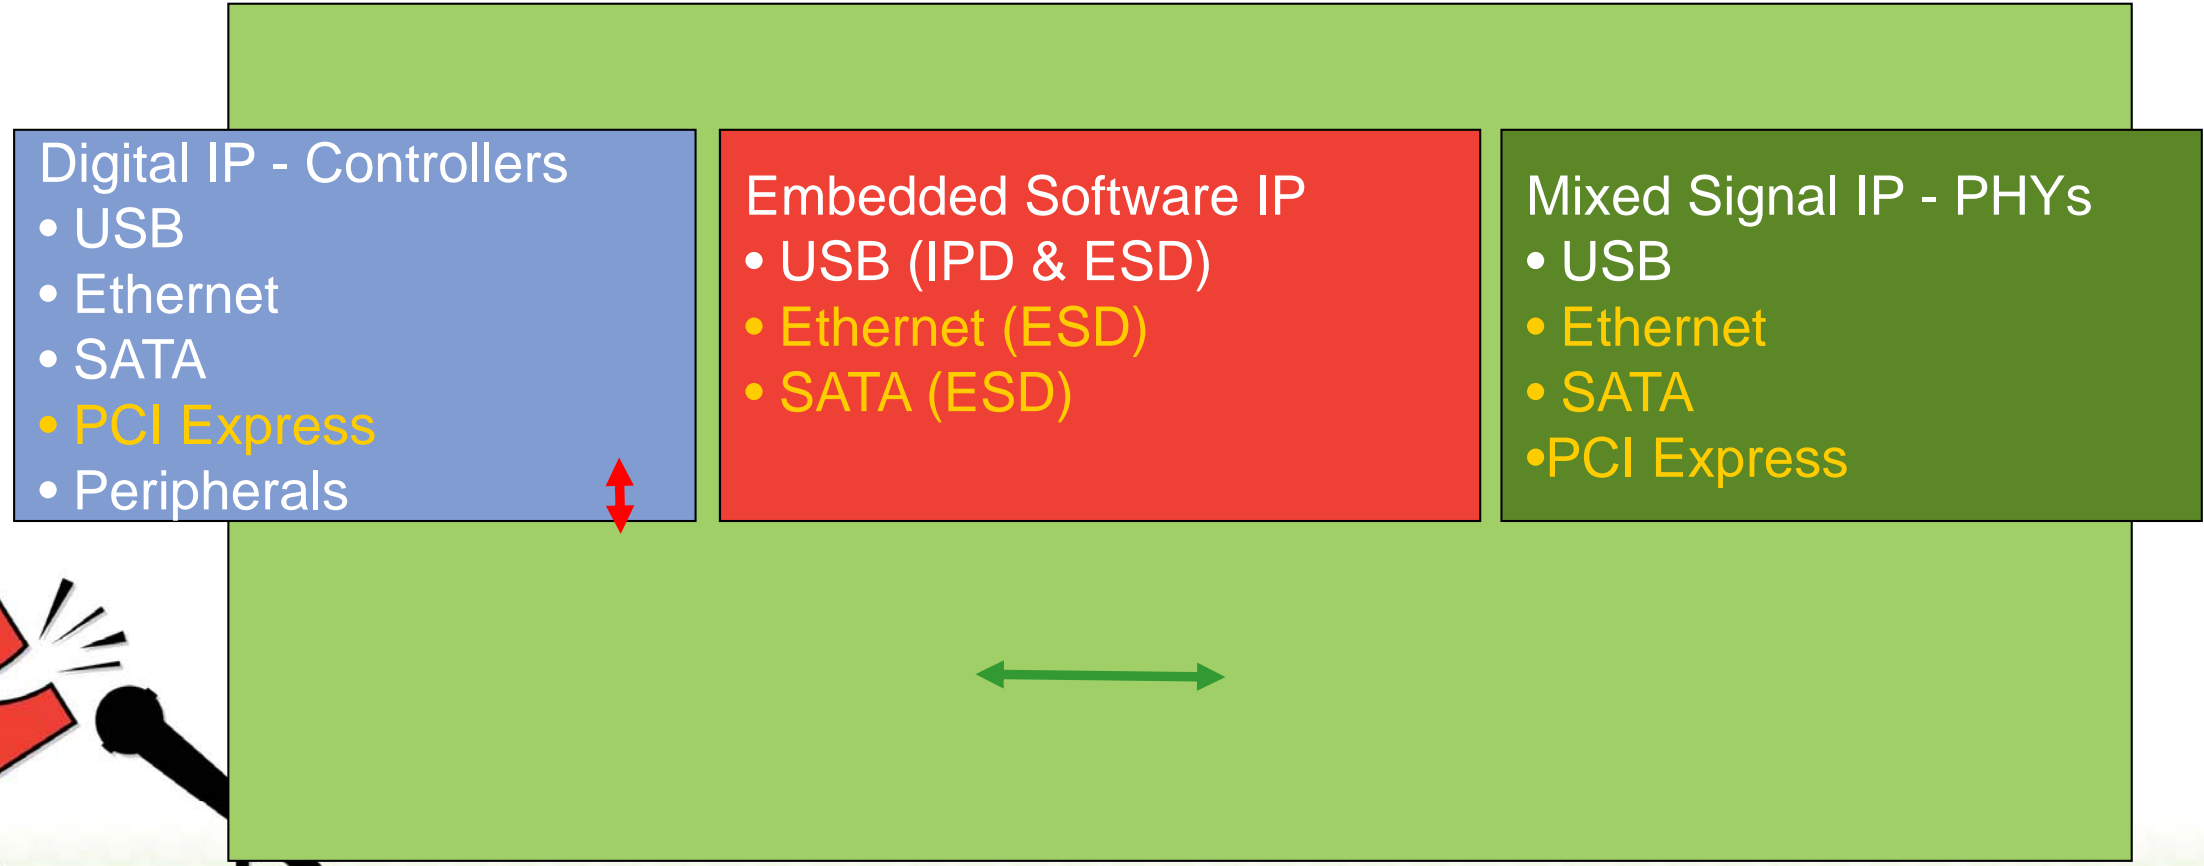 Digital IP - Controllers
• USB
• Ethernet
• SATA
• PCI Express
• Peripherals
Embedded Software IP
• USB (IPD & ESD)
• Ethernet (ESD)
• SATA (ESD)
Mixed Signal IP - PHYs
• USB
• Ethernet
• SATA
•PCI Express